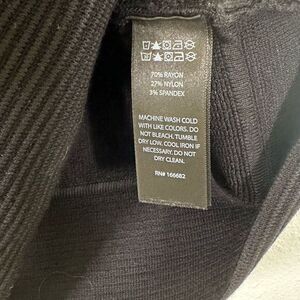 70% RAYON
27% NYLON
3% SPANDEX
MACHINE WASH COLD
WITH LIKE COLORS. DO
NOT BLEACH. TUMBLE
DRY LOW. COOL IRON IF
NECESSARY. DO NOT
DRY CLEAN.
RN# 166682